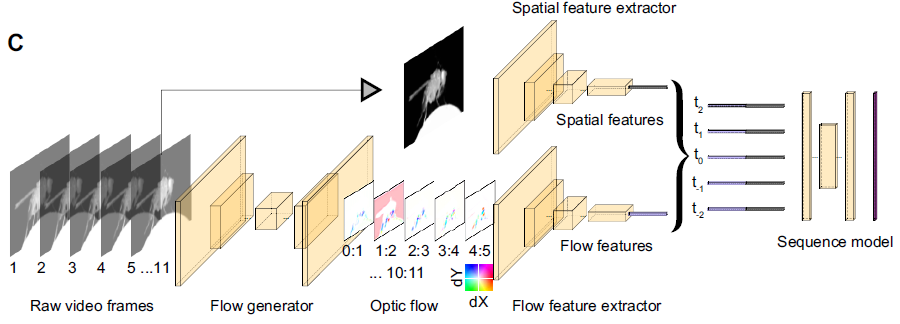 Spatial feature extractor
C
t2
t1
t0
t-1
t-2
Spatial features
1 2 3 4 5 ...11
0:1 1:2 2:3 3:4 4:5
... 10:11
dY
dX
Flow features
Sequence model
Raw video frames
Flow generator
Optic flow
Flow feature extractor